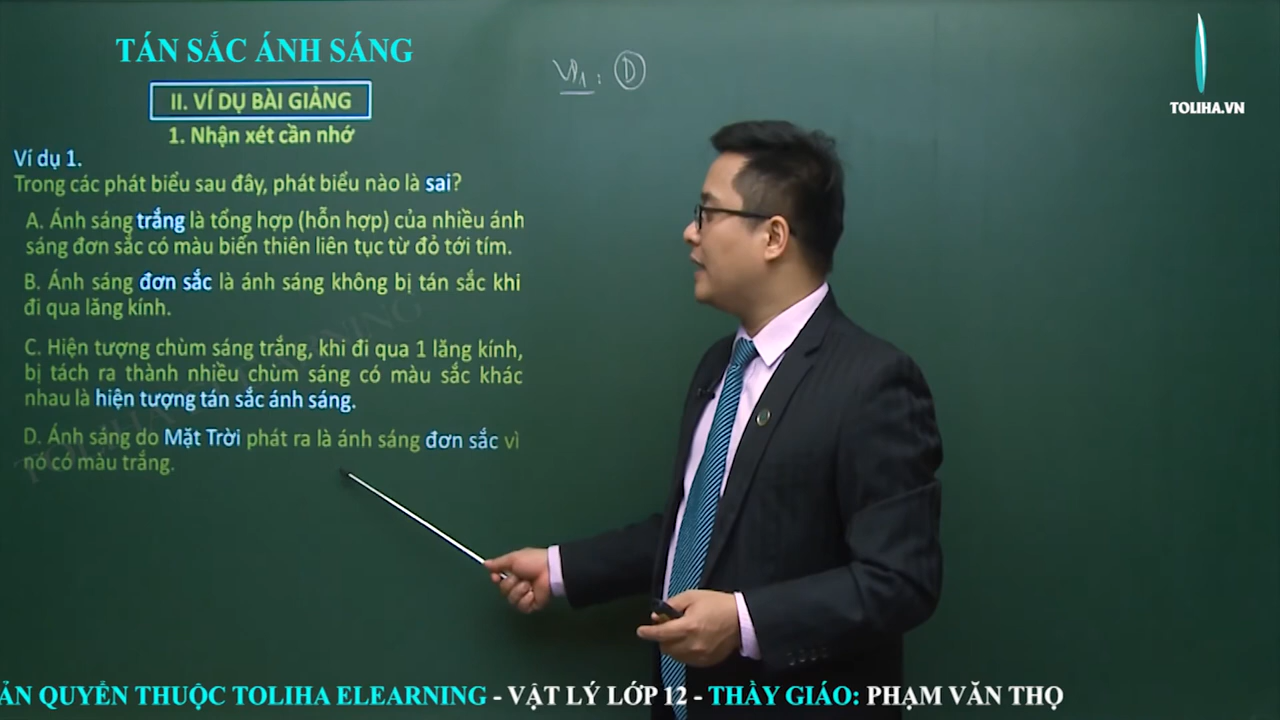 TÁN SẮC ÁNH SÁNG
II. VÍ DỤ BÀI GIẢNG
1. Nhận xét cần nhớ
Ví dụ 1.
Trong các phát biểu sau đây, phát biểu nào là sai?
A. Ánh sáng trắng là tổng hợp (hỗn hợp) của nhiều ánh
sáng đơn sắc có màu biến thiên liên tục từ đỏ tới tím.
B. Ánh sáng đơn sắc là ánh sáng không bị tán sắc khi
đi qua lăng kính.
C. Hiện tượng chùm sáng trắng, khi đi qua 1 lăng kính,
bị tách ra thành nhiều chùm sáng có màu sắc khác
nhau là hiện tượng tán sắc ánh sáng.
D. Ánh sáng do Mặt Trời phát ra là ánh sáng đơn sắc vì
nó có màu trắng.
VD1: D
TOLIHA.VN
ẢN QUYỀN THUỘC TOLIHA ELEARNING - VẬT LÝ LỚP 12 - THẦY GIÁO: PHẠM VĂN THỌ